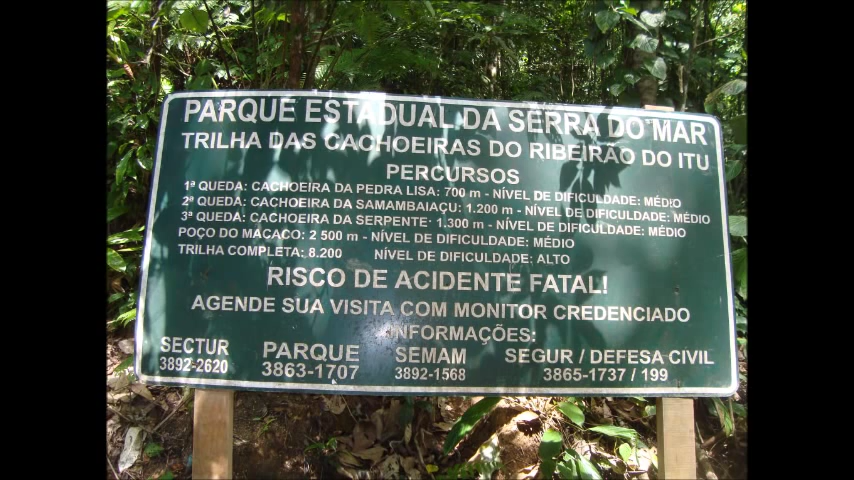 PARQUE ESTADUAL DA SERRA DO MAR
TRILHA DAS CACHOEIRAS DO RIBEIRÃO DO ITU
PERCURSOS
1ª QUEDA: CACHOEIRA DA PEDRA LISA: 700 m - NÍVEL DE DIFICULDADE: MÉDIO
2ª QUEDA: CACHOEIRA DA SAMAMBAIAÇU: 1.200 m - NÍVEL DE DIFICULDADE: MÉDIO
3ª QUEDA: CACHOEIRA DA SERPENTE: 1.300 m - NÍVEL DE DIFICULDADE: MÉDIO
POÇO DO MACACO: 2 500 m - NÍVEL DE DIFICULDADE: MÉDIO
TRILHA COMPLETA: 8.200 NÍVEL DE DIFICULDADE: ALTO
RISCO DE ACIDENTE FATAL!
AGENDE SUA VISITA COM MONITOR CREDENCIADO
INFORMAÇÕES:
SECTUR PARQUE SEMAM SEGUR / DEFESA CIVIL
3892-2620 3863-1707 3892-1568 3865-1737 / 199